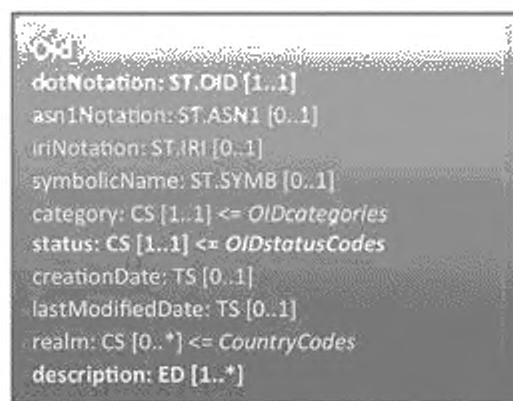 Oid
dotNotation: ST.OID [1..1]
asn1Notation: ST.ASN1 [0..1]
iriNotation: ST.IRI [0..1]
symbolicName: ST.SYMB [0..1]
category: CS [1..1] <= OIDcategories
status: CS [1..1] <= OIDstatusCodes
creationDate: TS [0..1]
lastModifiedDate: TS [0..1]
realm: CS [0..*] <= CountryCodes
description: ED [1..*]